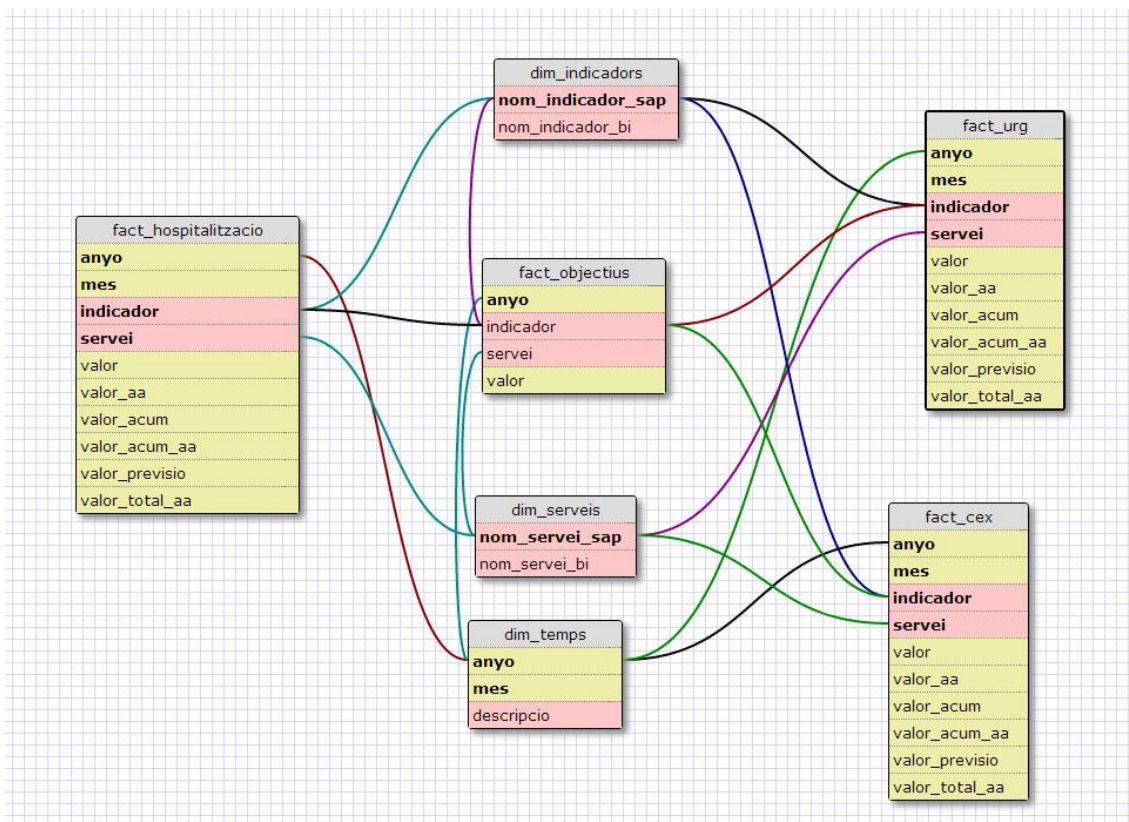 dim_indicadors
nom_indicador_sap
nom_indicador_bi
fact_urg
anyo
mes
indicador
servei
valor
valor_aa
valor_acum
valor_acum_aa
valor_previsio
valor_total_aa
fact_hospitalitzacio
anyo
mes
indicador
servei
valor
valor_aa
valor_acum
valor_acum_aa
valor_previsio
valor_total_aa
fact_objectius
anyo
indicador
servei
valor
dim_serveis
nom_servei_sap
nom_servei_bi
fact_cex
anyo
mes
indicador
servei
valor
valor_aa
valor_acum
valor_acum_aa
valor_previsio
valor_total_aa
dim_temps
anyo
mes
descripcio